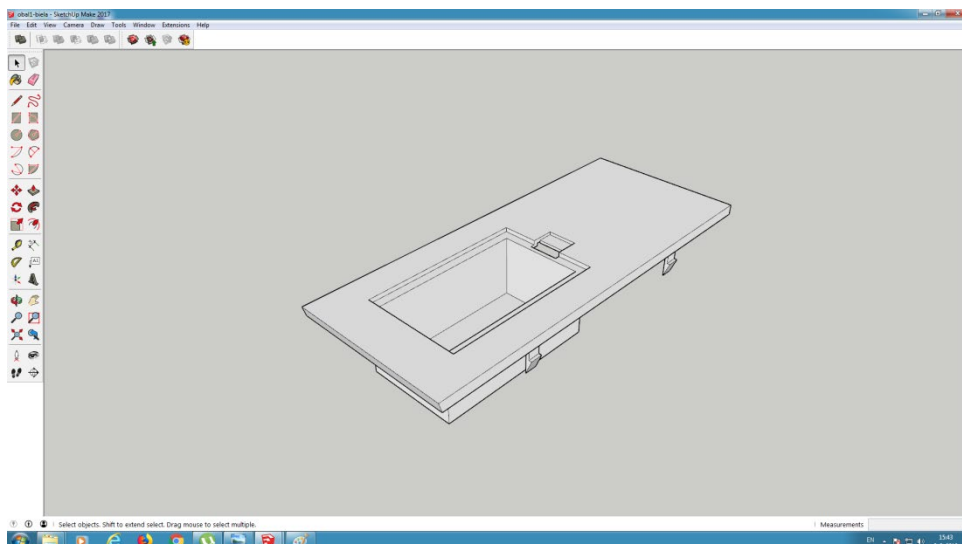 obal1-biela - SketchUp Make 2017
File Edit View Camera Draw Tools Window Extensions Help
Select objects. Shift to extend select. Drag mouse to select multiple.
Measurements
EN
15:43